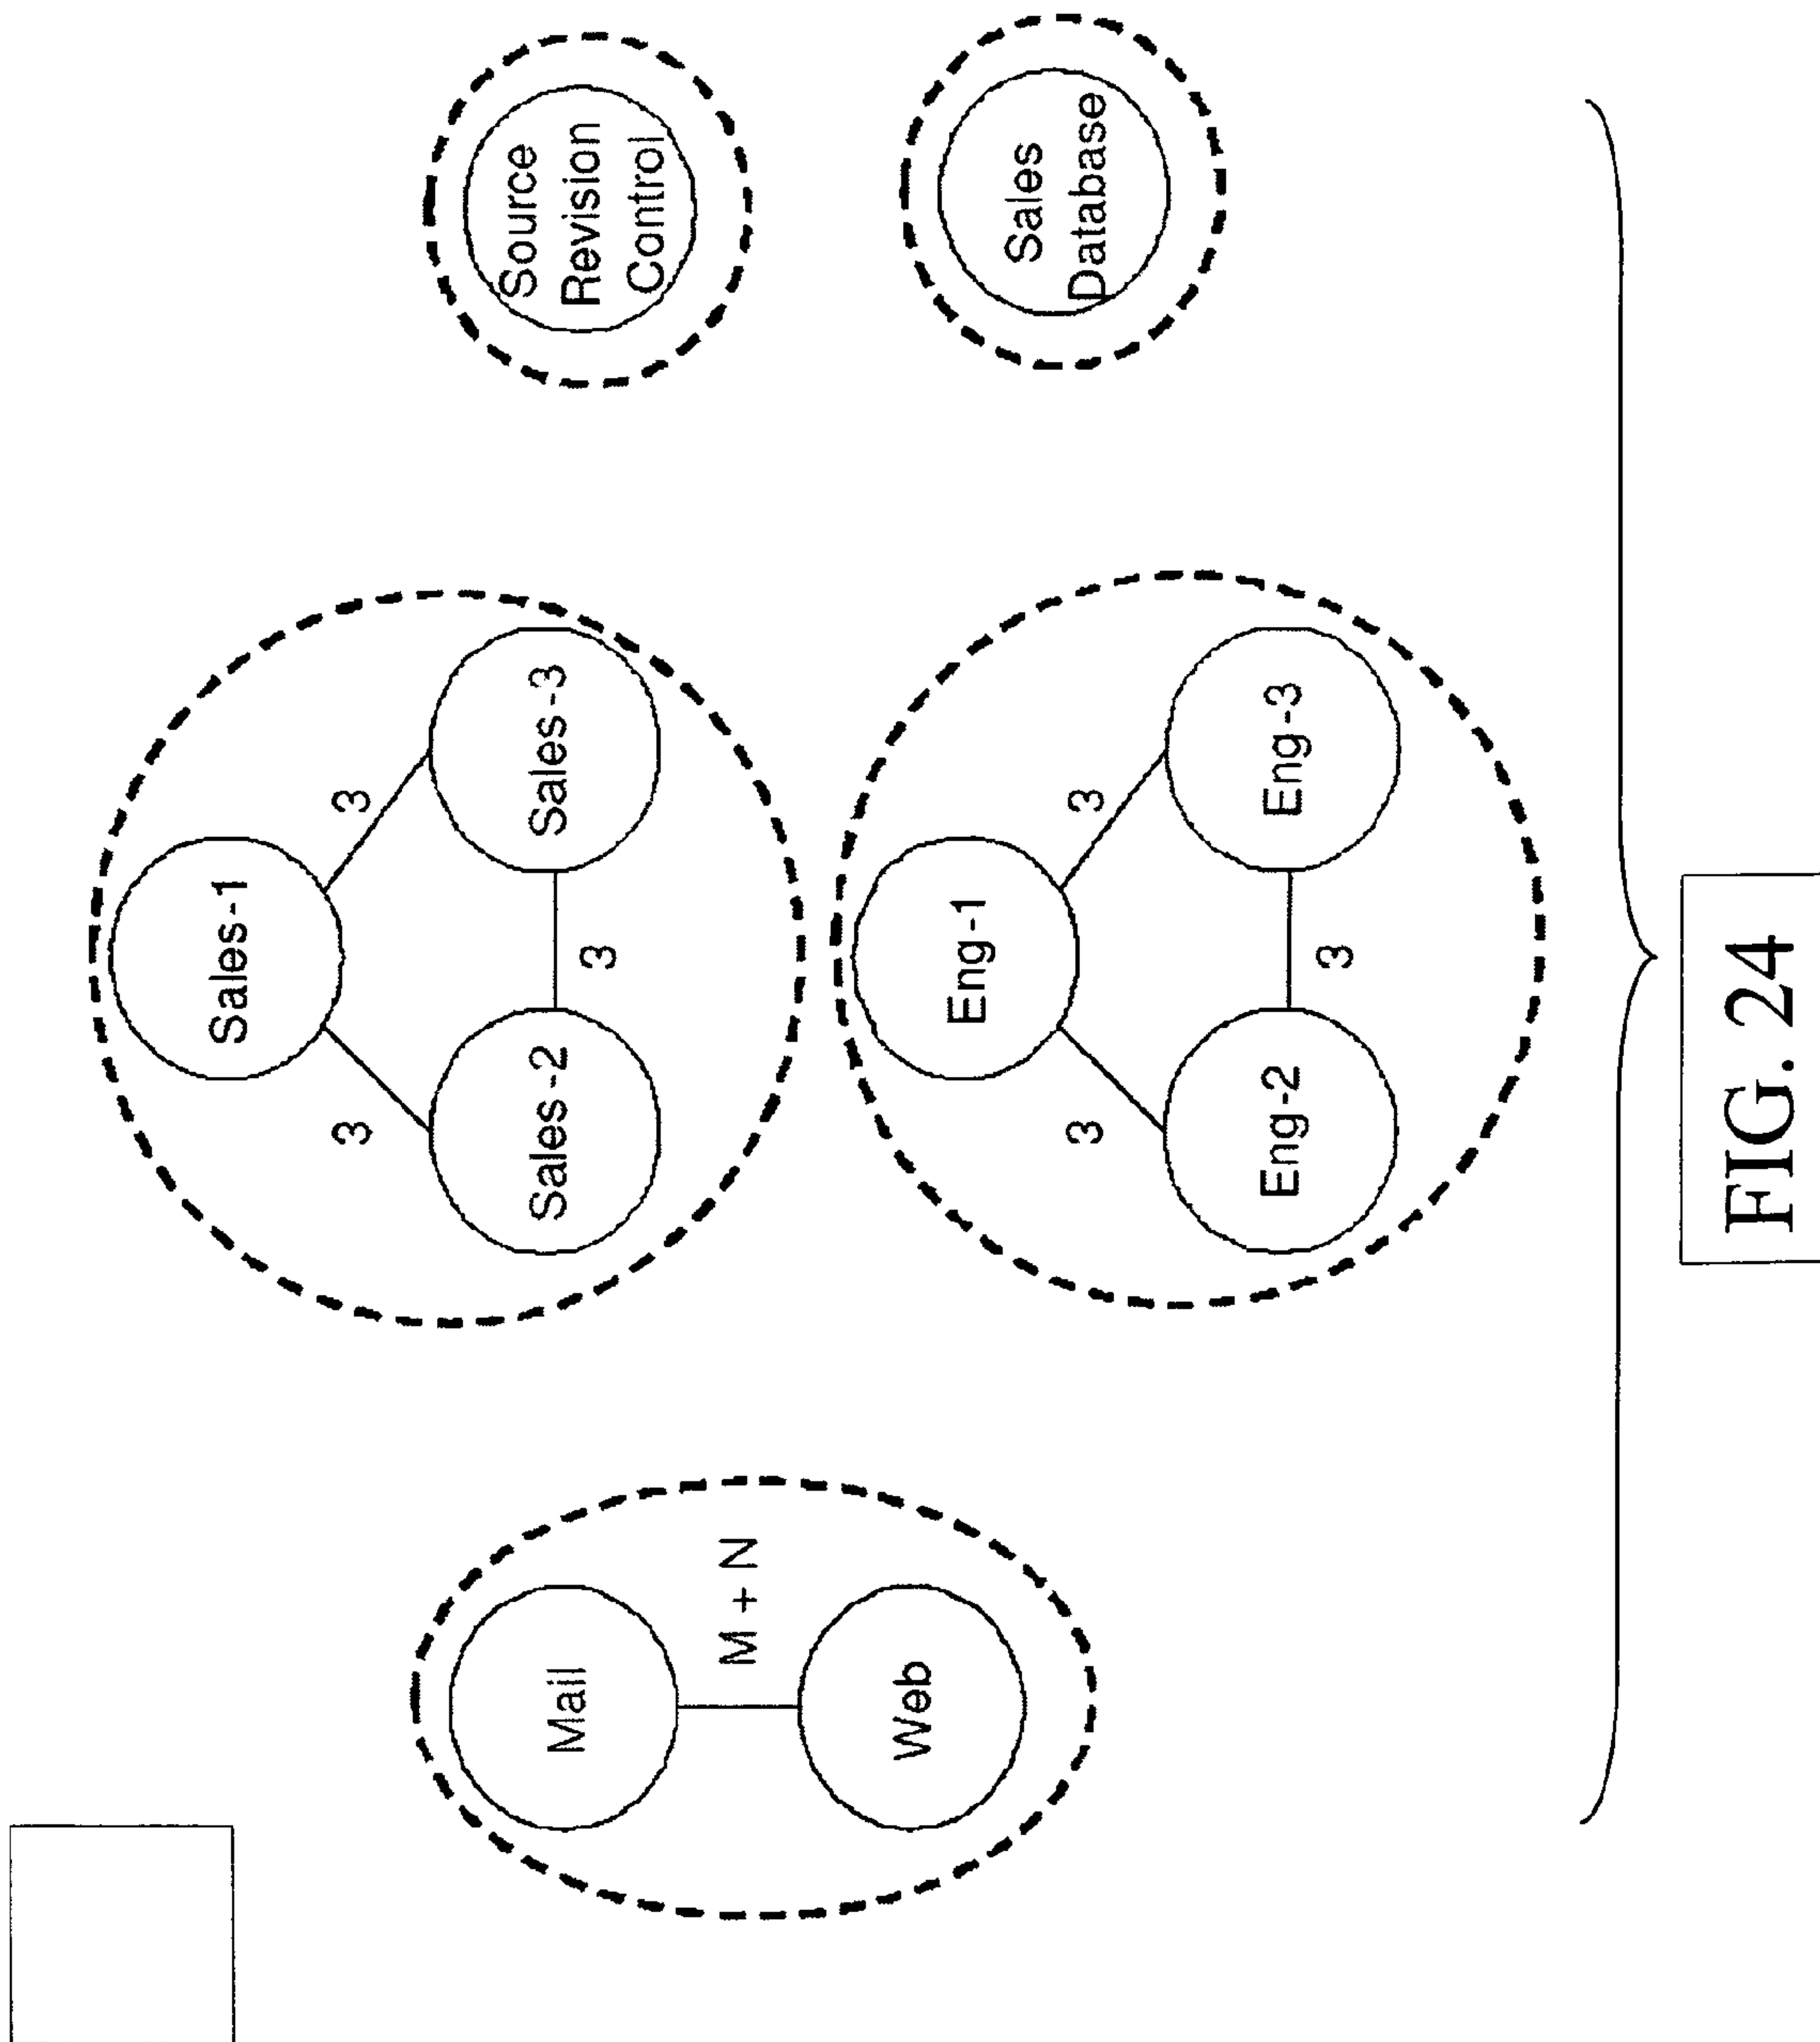 Mail
M + N
Web
Sales-1
3
3
Sales-2
Sales-3
3
Eng-1
3
3
Eng-2
Eng-3
3
Source
Revision
Control
Sales
Database
FIG. 24